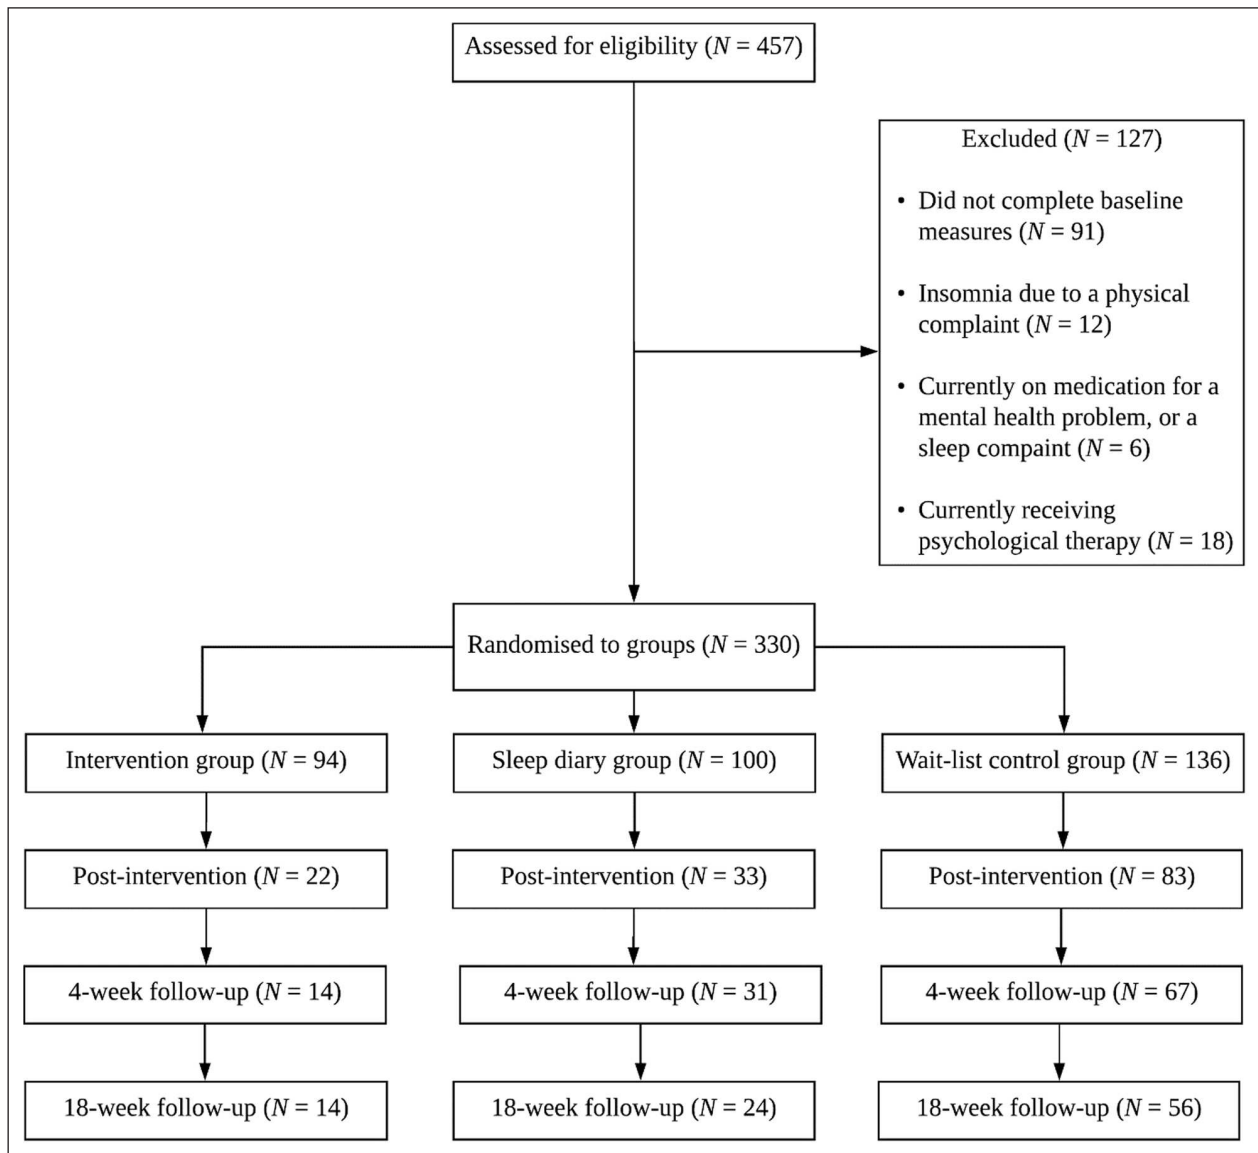 Assessed for eligibility (N = 457)
Excluded (N = 127)
• Did not complete baseline
measures (N = 91)
• Insomnia due to a physical
complaint (N = 12)
• Currently on medication for a
mental health problem, or a
sleep compaint (N = 6)
• Currently receiving
psychological therapy (N = 18)
Randomised to groups (N = 330)
Intervention group (N = 94)
Sleep diary group (N = 100)
Wait-list control group (N = 136)
Post-intervention (N = 22)
Post-intervention (N = 33)
Post-intervention (N = 83)
4-week follow-up (N = 14)
4-week follow-up (N = 31)
4-week follow-up (N = 67)
18-week follow-up (N = 14)
18-week follow-up (N = 24)
18-week follow-up (N = 56)